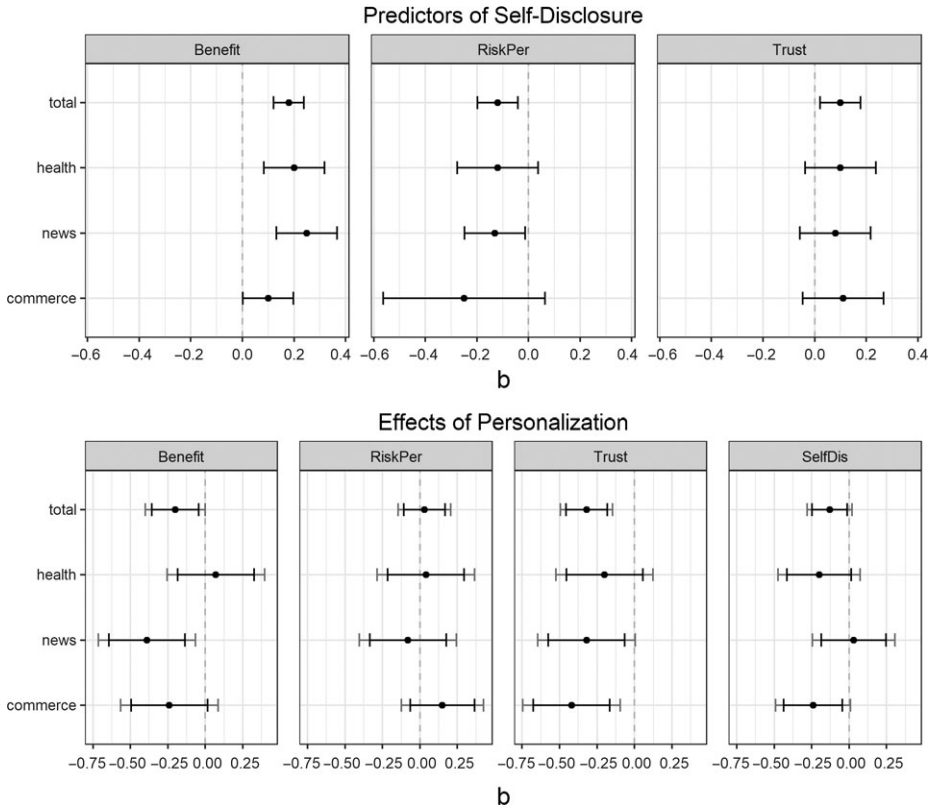 Predictors of Self-Disclosure
Benefit RiskPer Trust
total
health
news
commerce
−0.6 −0.4 −0.2 0.0 0.2 0.4 −0.6 −0.4 −0.2 0.0 0.2 0.4 −0.6 −0.4 −0.2 0.0 0.2 0.4
b
Effects of Personalization
Benefit RiskPer Trust SelfDis
total
health
news
commerce
−0.75 −0.50 −0.25 0.00 0.25 −0.75 −0.50 −0.25 0.00 0.25 −0.75 −0.50 −0.25 0.00 0.25 −0.75 −0.50 −0.25 0.00 0.25
b